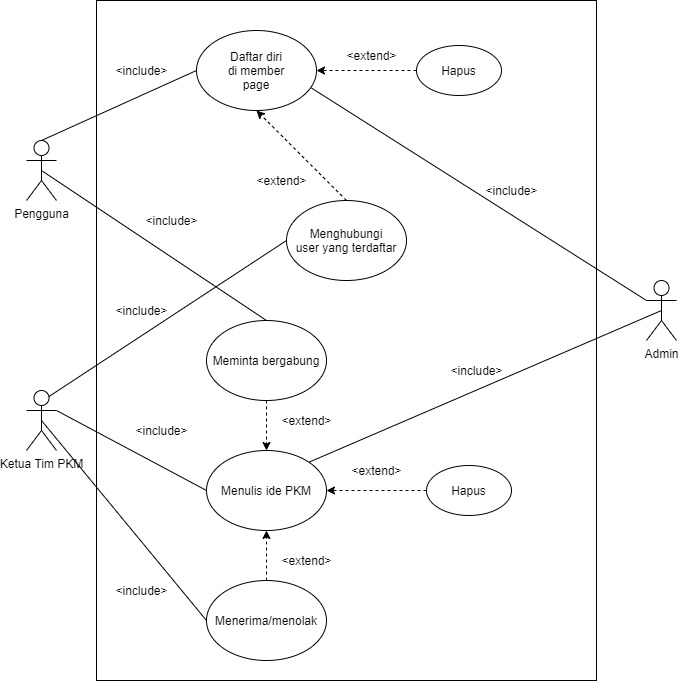 Daftar diri
di member
page
<extend>
Hapus
<include>
<extend>
<include>
Pengguna
<include>
Menghubungi
user yang terdaftar
<include>
Admin
Meminta bergabung
<include>
<extend>
<include>
Ketua Tim PKM
<extend>
Menulis ide PKM
Hapus
<extend>
<include>
Menerima/menolak